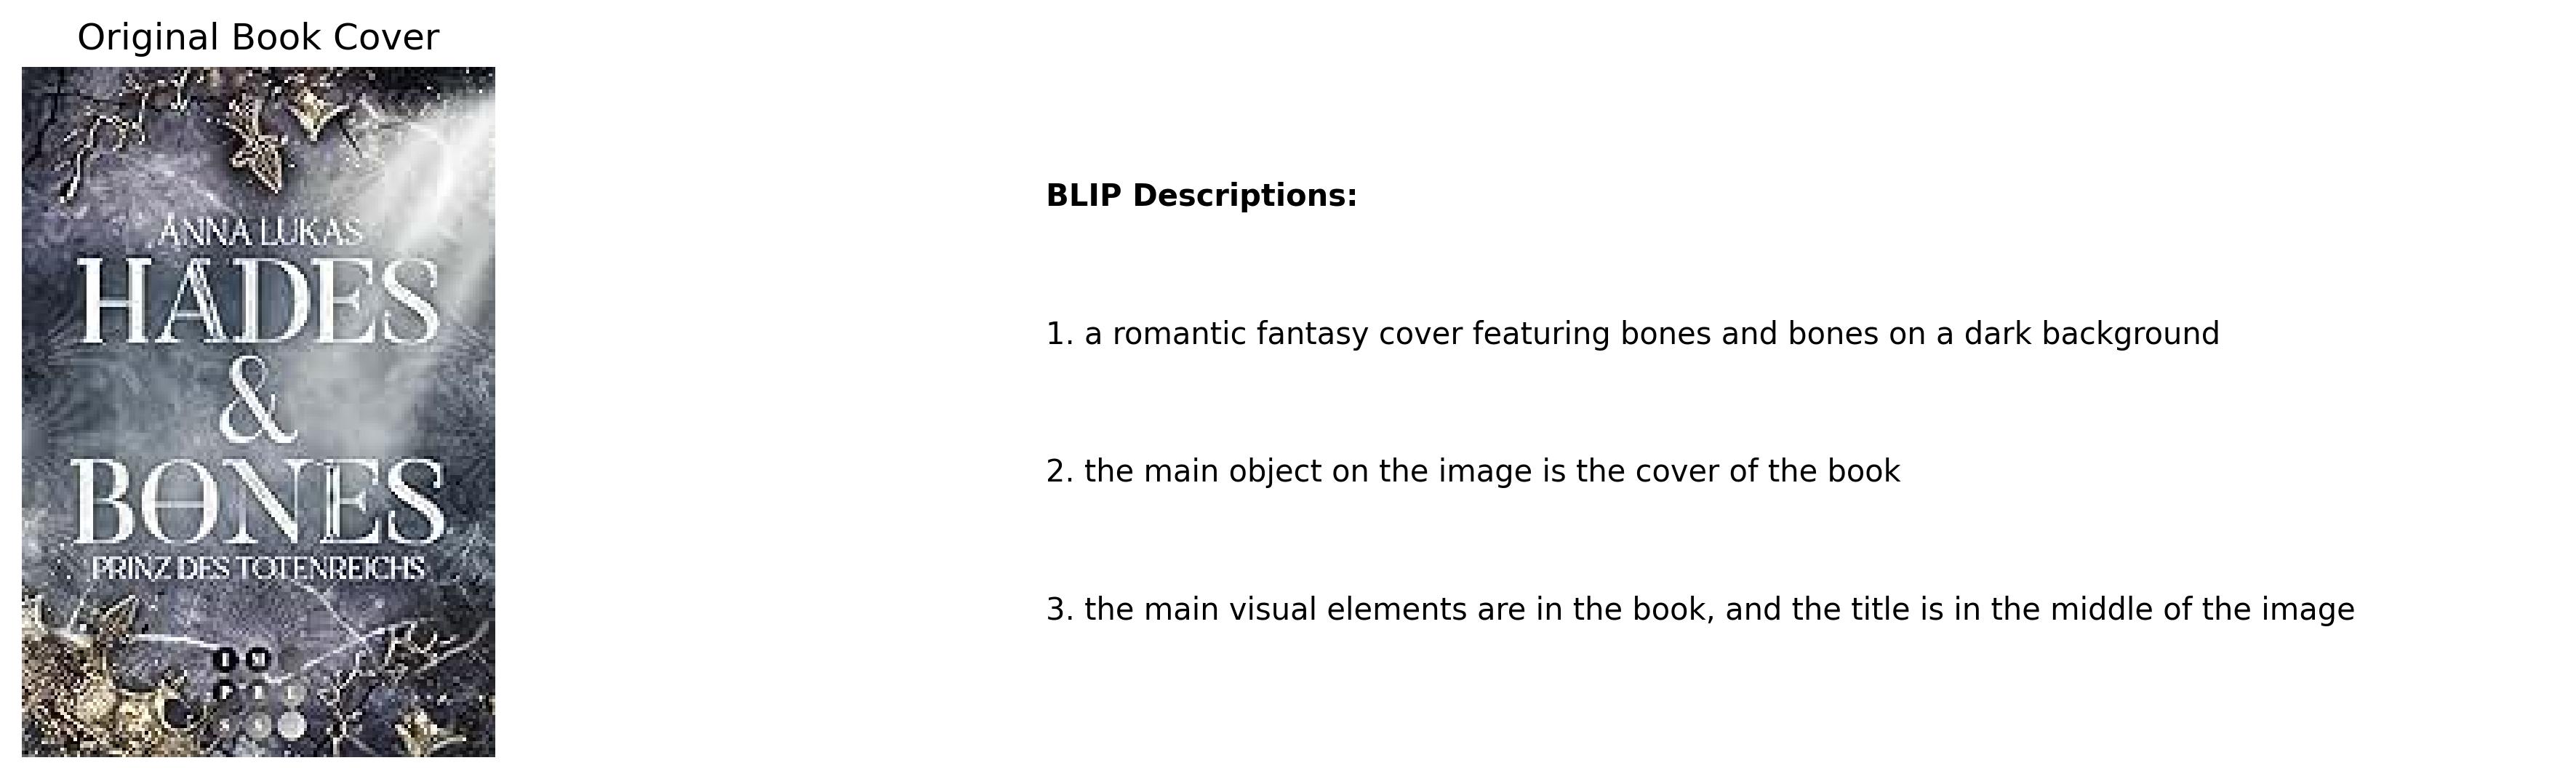 Original Book Cover
ANNA LUKAS
HADES
&
BONES
PRINZ DES TOTENREICHS
BLIP Descriptions:
1. a romantic fantasy cover featuring bones and bones on a dark background
2. the main object on the image is the cover of the book
3. the main visual elements are in the book, and the title is in the middle of the image